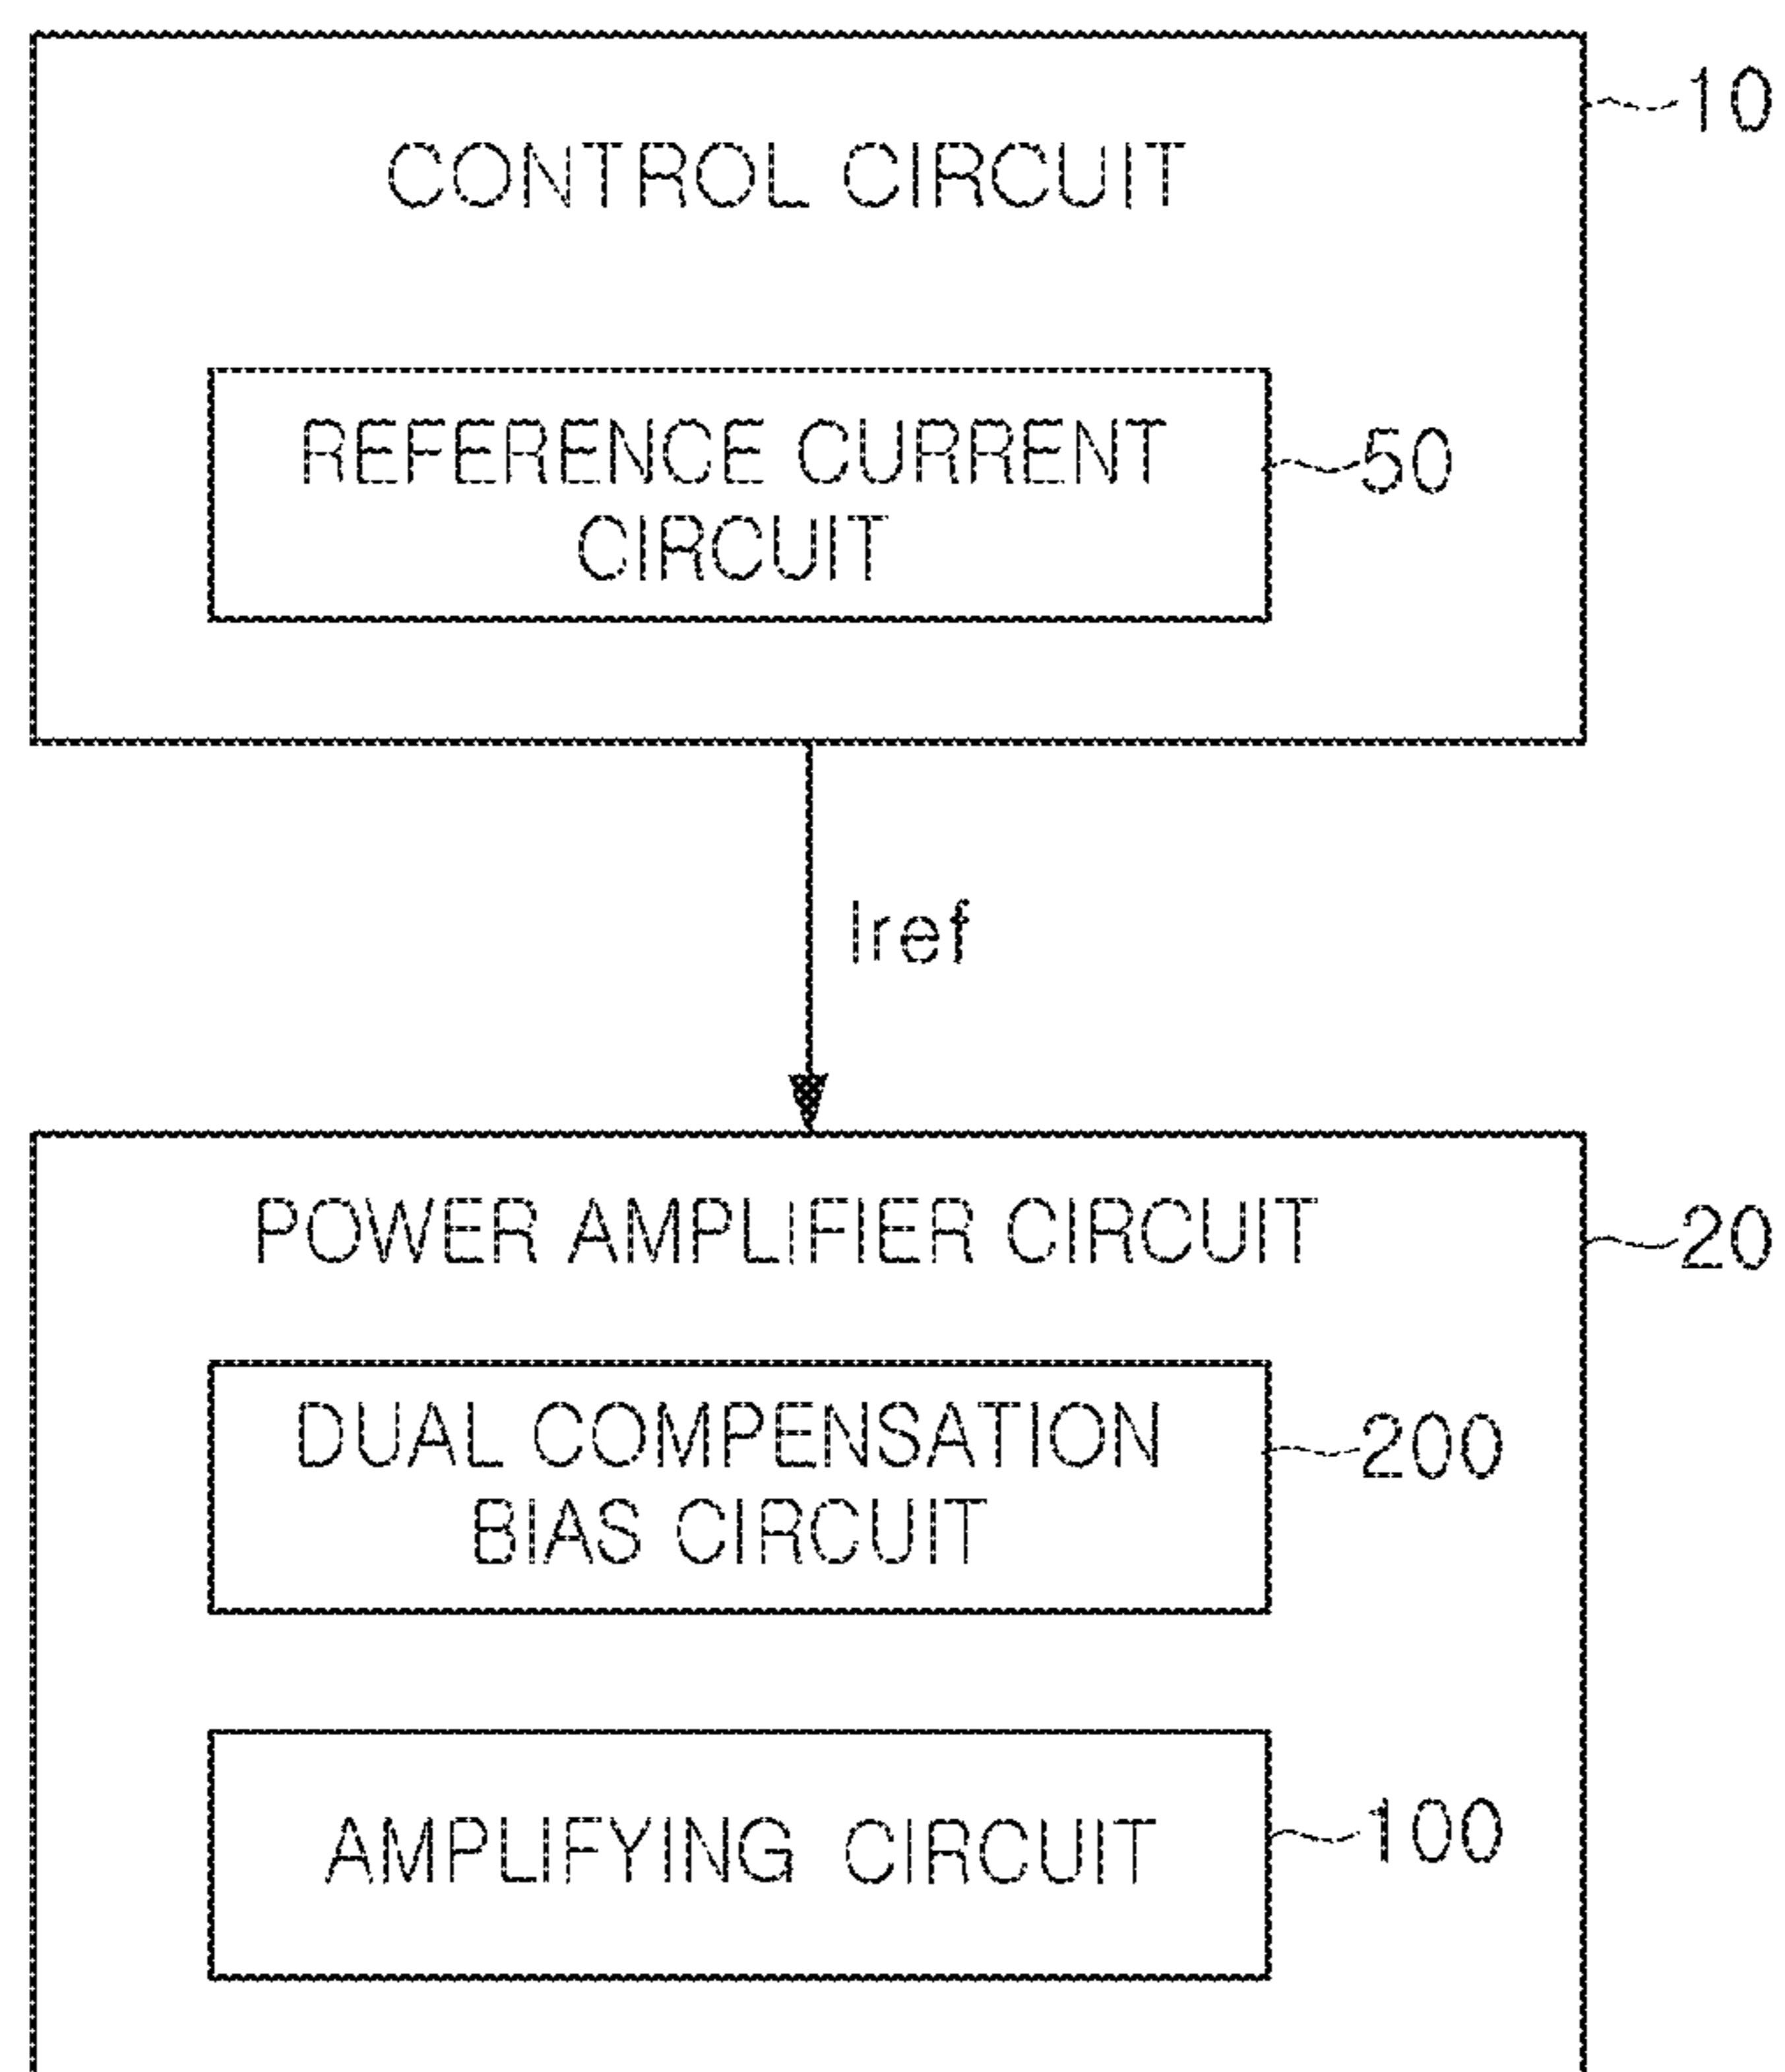 10
CONTROL CIRCUIT
REFERENCE CURRENT
CIRCUIT
50
Iref
POWER AMPLIFIER CIRCUIT
20
DUAL COMPENSATION
BIAS CIRCUIT
200
AMPLIFYING CIRCUIT
100